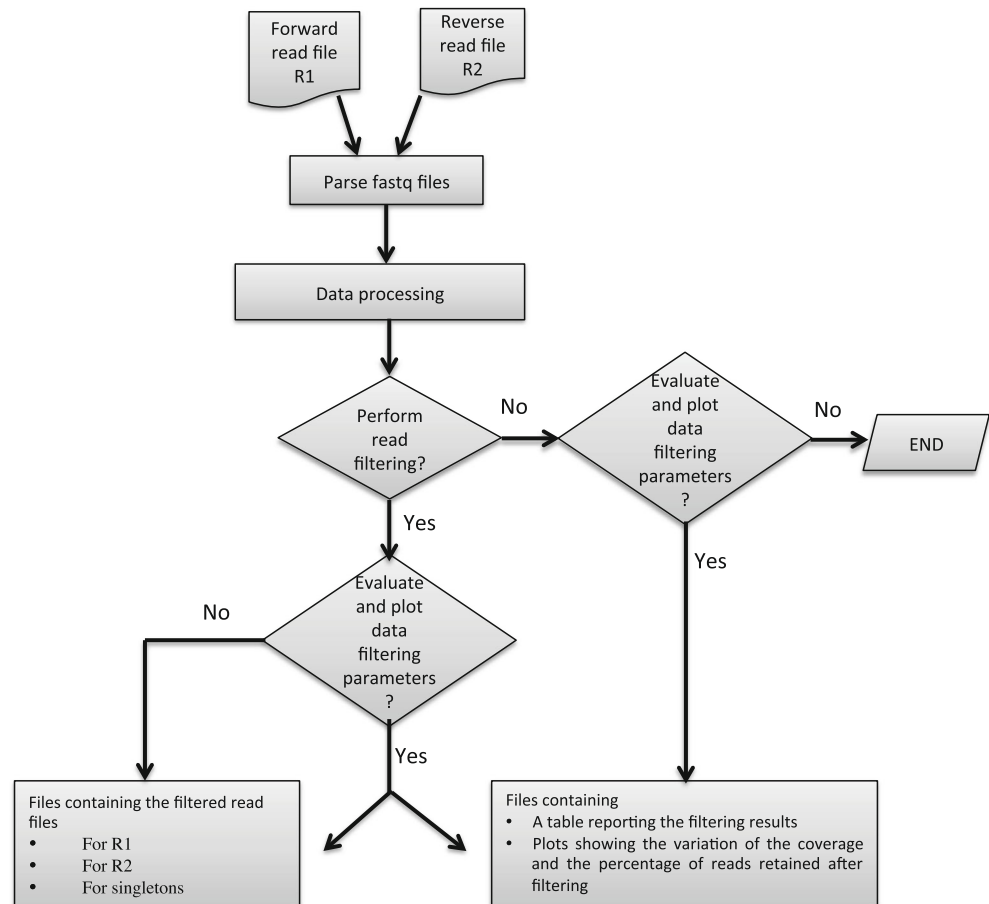 Forward
read file
R1
Reverse
read file
R2
Parse fastq files
Data processing
Perform
read
filtering?
No
Evaluate
and plot
data
filtering
parameters
?
No
END
Yes
Yes
Evaluate
and plot
data
filtering
parameters
?
No
Yes
Files containing the filtered read
files
• For R1
• For R2
• For singletons
Files containing
• A table reporting the filtering results
• Plots showing the variation of the coverage
and the percentage of reads retained after
filtering